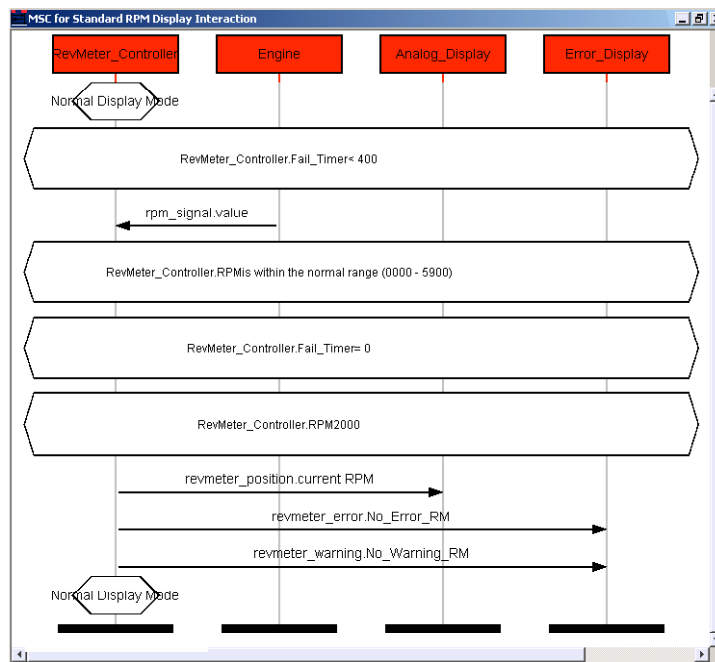 MSC for Standard RPM Display Interaction
RevMeter_Controller
Engine
Analog_Display
Error_Display
Normal Display Mode
RevMeter_Controller.Fail_Timer< 400
rpm_signal.value
RevMeter_Controller.RPMis within the normal range (0000 - 5900)
RevMeter_Controller.Fail_Timer= 0
RevMeter_Controller.RPM2000
revmeter_position.current RPM
revmeter_error.No_Error_RM
revmeter_warning.No_Warning_RM
Normal Display Mode